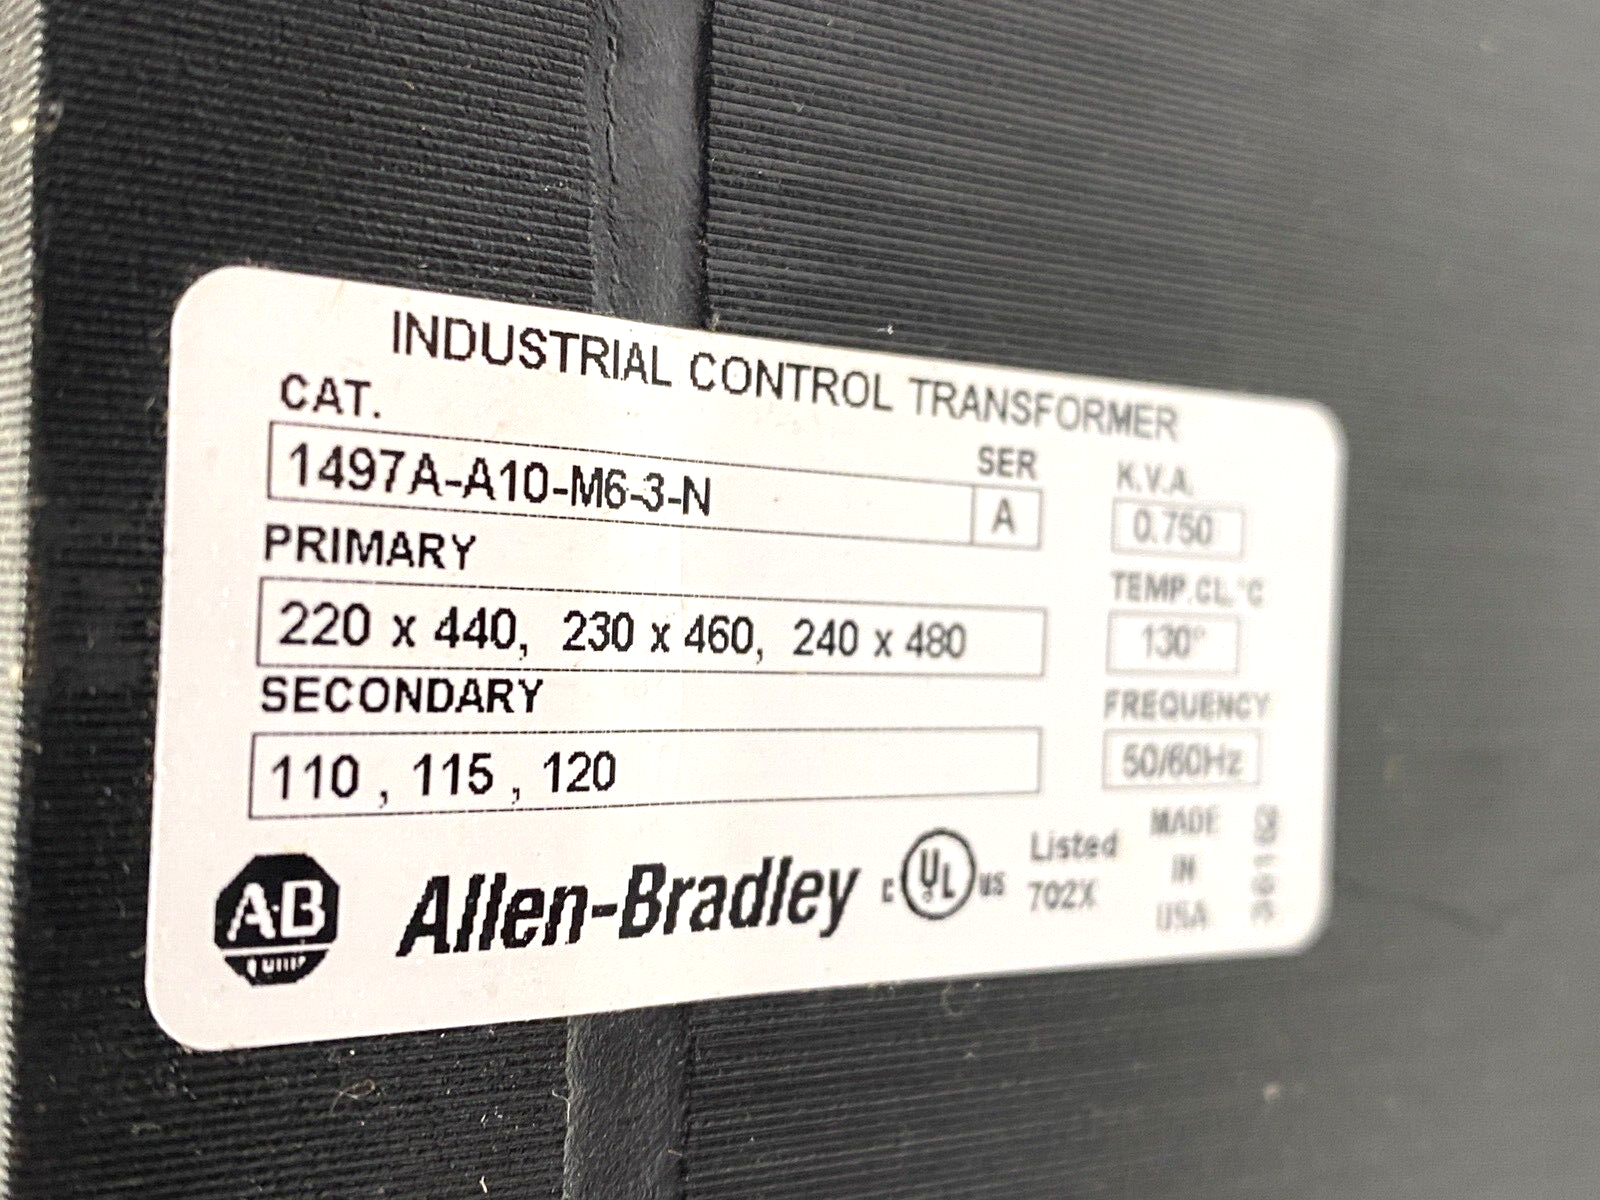 INDUSTRIAL CONTROL TRANSFORMER
CAT.
SER
K.V.A.
1497A-A10-M6-3-N
A
0.750
PRIMARY
TEMP.CL.°C
220 x 440, 230 x 460, 240 x 480
130°
SECONDARY
FREQUENCY
110 , 115 , 120
50/60Hz
AB
Allen-Bradley
C UL US
Listed
702X
MADE
IN
USA